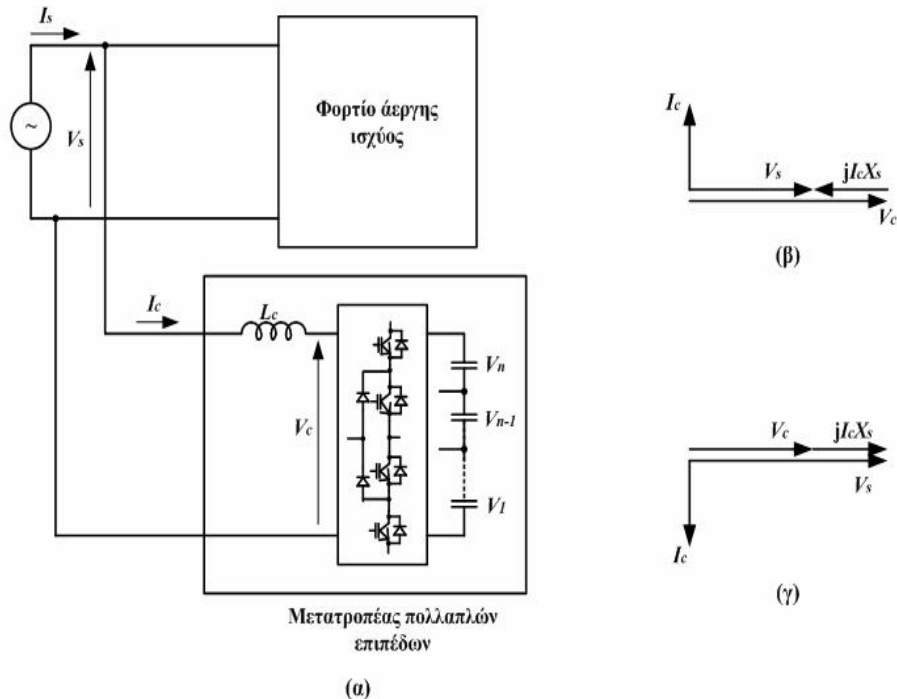 Is
Vs
~
Φορτίο άεργης
ισχύος
Ic
Lc
Vc
Vn
Vn-1
V1
Μετατροπέας πολλαπλών
επιπέδων
(α)
Ic
Vs
jIcXs
Vc
(β)
Vc
jIcXs
Vs
Ic
(γ)